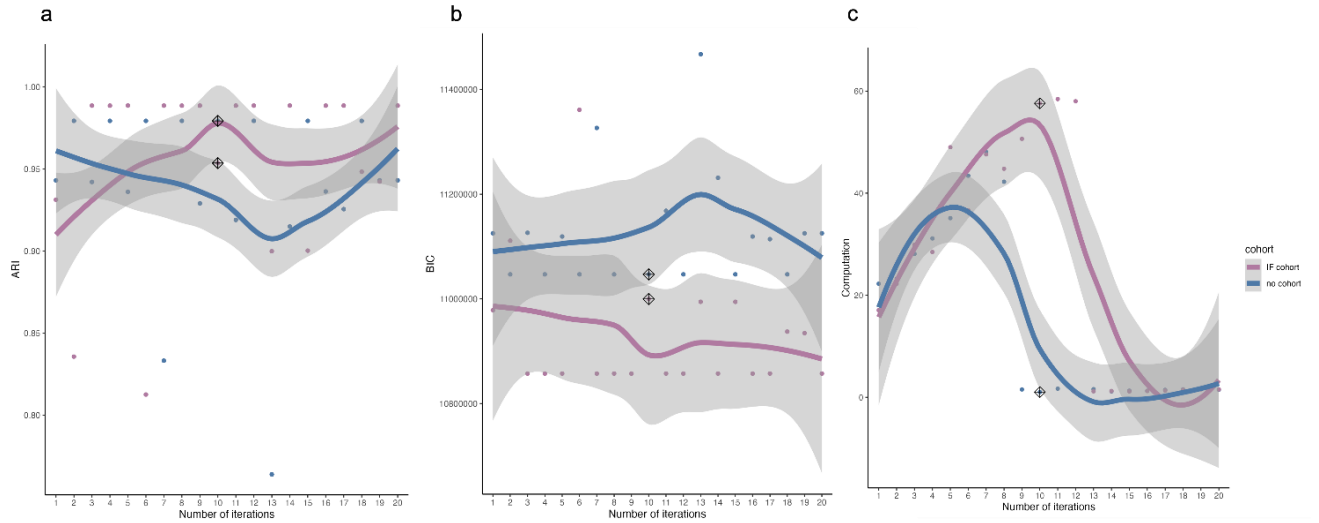 a
b
c
ARI
1.00
0.95
0.90
0.85
0.80
1 2 3 4 5 6 7 8 9 10 11 12 13 14 15 16 17 18 19 20
Number of iterations
BIC
11400000
11200000
11000000
10800000
1 2 3 4 5 6 7 8 9 10 11 12 13 14 15 16 17 18 19 20
Number of iterations
Computation
60
40
20
0
1 2 3 4 5 6 7 8 9 10 11 12 13 14 15 16 17 18 19 20
Number of iterations
cohort
IF cohort
no cohort